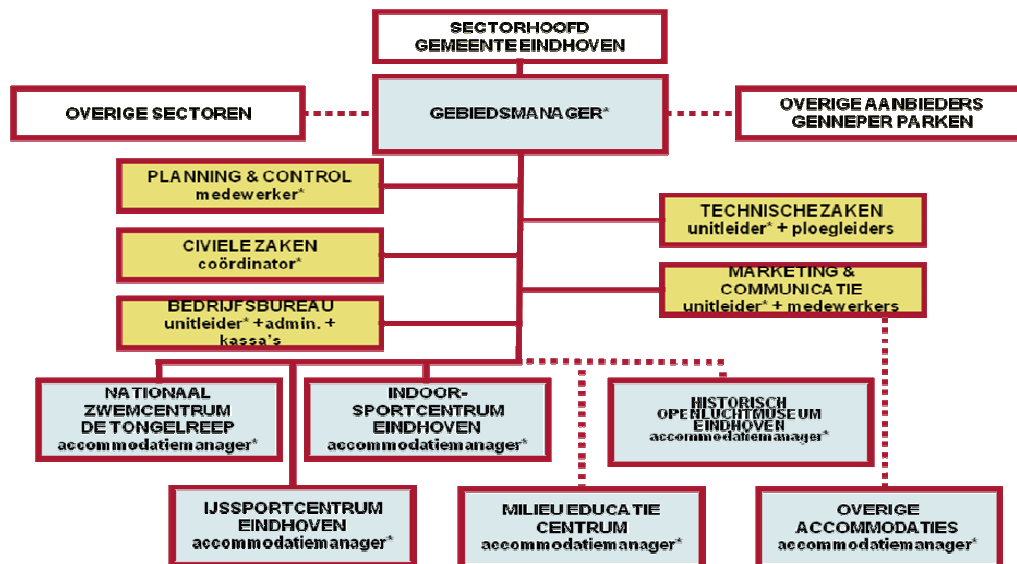 SECTORHOOFD
GEMEENTE EINDHOVEN
OVERIGE SECTOREN
GEBIEDSMANAGER*
OVERIGE AANBIEDERS
GENNEPER PARKEN
PLANNING & CONTROL
medewerker*
TECHNISCHE ZAKEN
unitleider* + ploegleiders
CIVIELE ZAKEN
coördinator*
MARKETING &
COMMUNICATIE
unitleider* + medewerkers
BEDRIJFSBUREAU
unitleider* +admin. +
kassa's
NATIONAAL
ZWEMCENTRUM
DE TONGELREEP
accommodatiemanager*
INDOOR-
SPORTCENTRUM
EINDHOVEN
accommodatiemanager*
HISTORISCH
OPENLUCHTMUSEUM
EINDHOVEN
accommodatiemanager*
IJSSPORTCENTRUM
EINDHOVEN
accommodatiemanager*
MILIEU EDUCATIE
CENTRUM
accommodatiemanager*
OVERIGE
ACCOMMODATIES
accommodatiemanager*